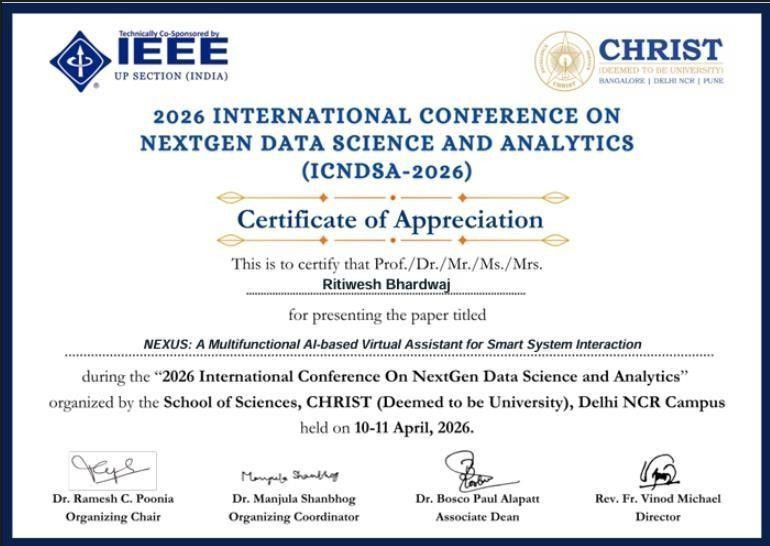 Technically Co-Sponsored by
IEEE
UP SECTION (INDIA)
CHRIST
(DEEMED TO BE UNIVERSITY)
BANGALORE | DELHI NCR | PUNE
2026 INTERNATIONAL CONFERENCE ON
NEXTGEN DATA SCIENCE AND ANALYTICS
(ICNDSA-2026)
Certificate of Appreciation
This is to certify that Prof./Dr./Mr./Ms./Mrs.
Ritiwesh Bhardwaj
for presenting the paper titled
NEXUS: A Multifunctional AI-based Virtual Assistant for Smart System Interaction
during the “2026 International Conference On NextGen Data Science and Analytics”
organized by the School of Sciences, CHRIST (Deemed to be University), Delhi NCR Campus
held on 10-11 April, 2026.
Manjula Shanbhog
Dr. Ramesh C. Poonia
Organizing Chair
Dr. Manjula Shanbhog
Organizing Coordinator
Dr. Bosco Paul Alapatt
Associate Dean
Rev. Fr. Vinod Michael
Director